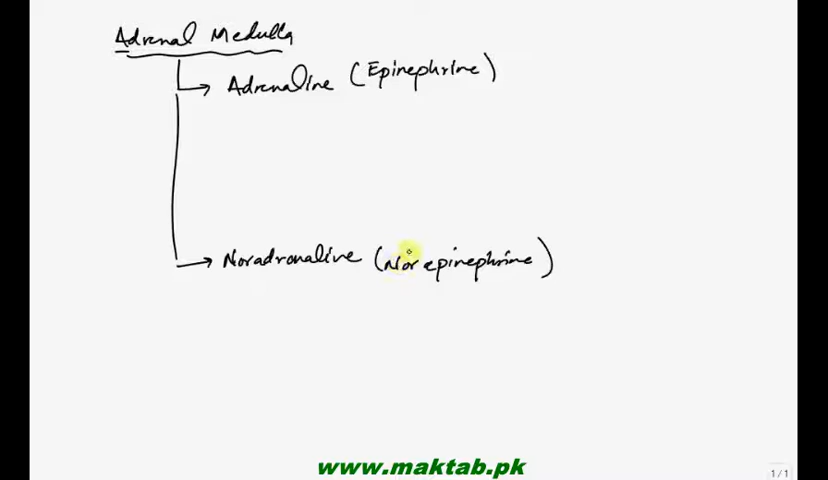 Adrenal Medulla
Adrenaline (Epinephrine)
Noradrenaline (Norepinephrine)
www.maktab.pk
1/1